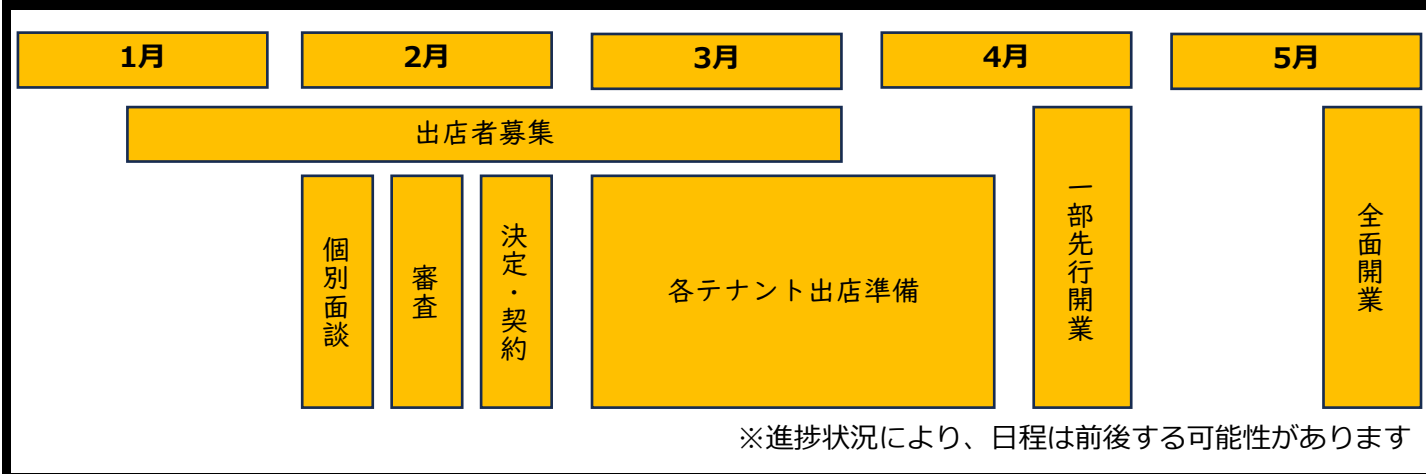 1月
2月
3月
4月
5月
出店者募集
個別面談
審査
決定・契約
各テナント出店準備
一部先行開業
全面開業
※進捗状況により、日程は前後する可能性があります